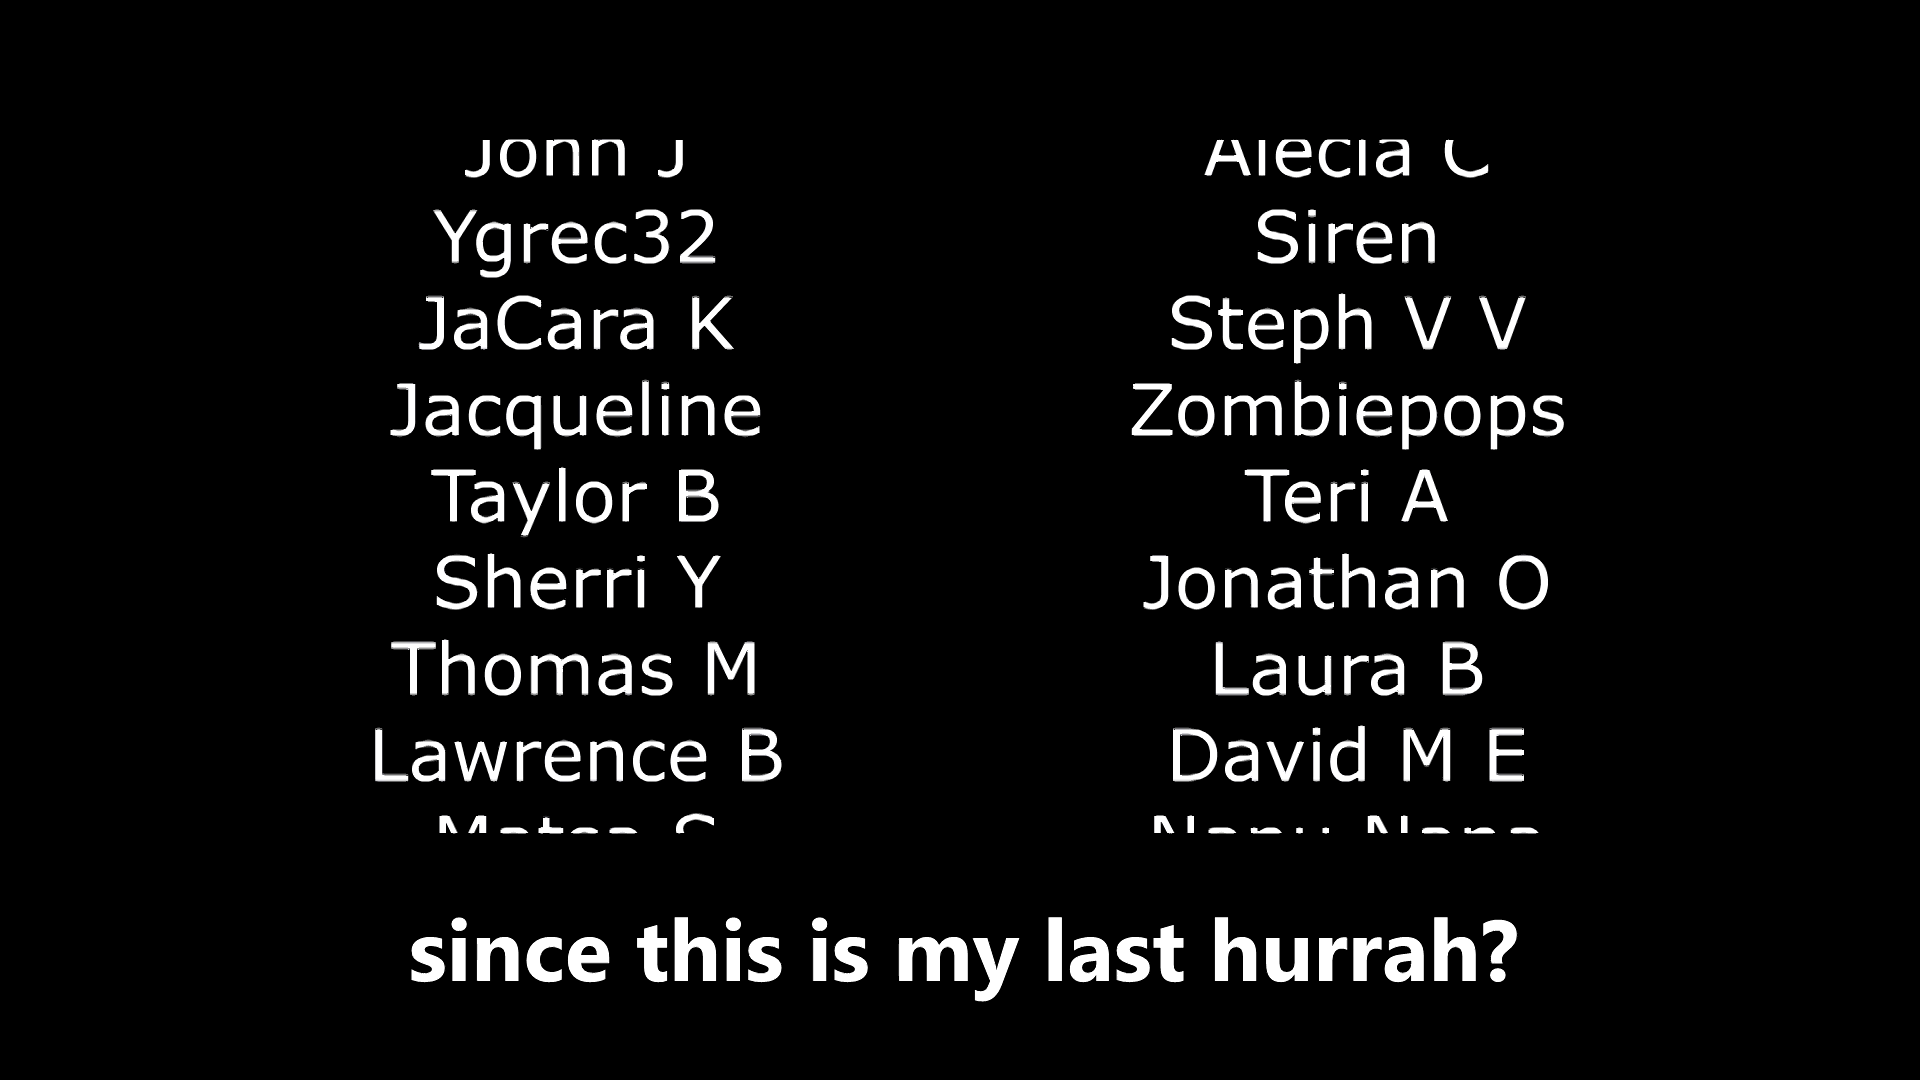 John J
Ygrec32
JaCara K
Jacqueline
Taylor B
Sherri Y
Thomas M
Lawrence B
Alecia C
Siren
Steph V V
Zombiepops
Teri A
Jonathan O
Laura B
David M E
since this is my last hurrah?